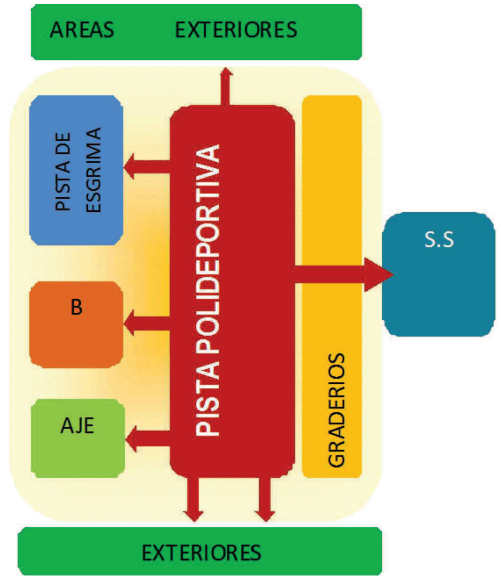 AREAS EXTERIORES
PISTA DE
ESGRIMA
PISTA POLIDEPORTIVA
GRADERIOS
S.S
B
AJE
EXTERIORES